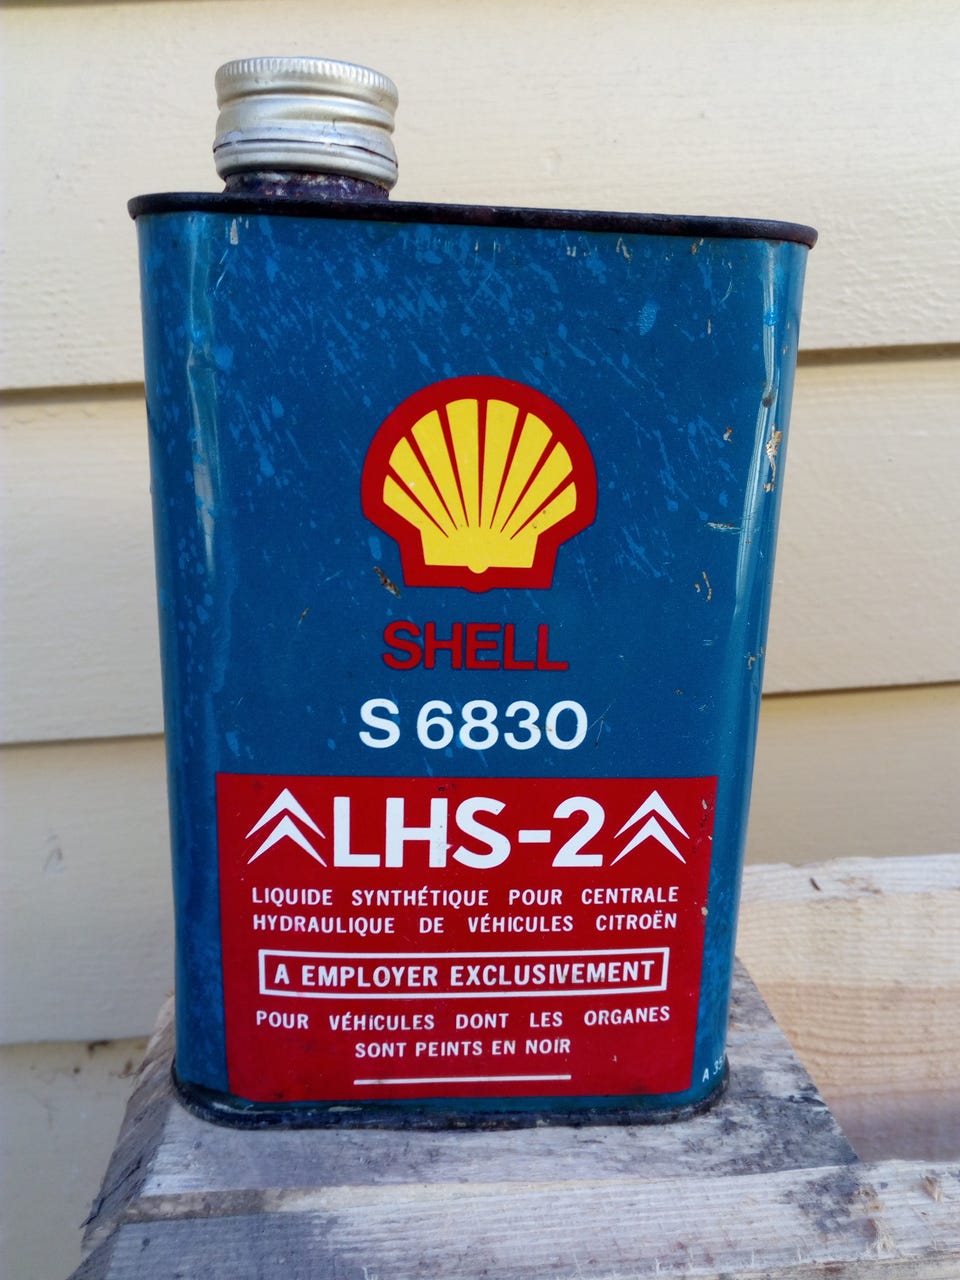 SHELL
S 6830
LHS-2
LIQUIDE SYNTHÉTIQUE POUR CENTRALE
HYDRAULIQUE DE VÉHICULES CITROËN
A EMPLOYER EXCLUSIVEMENT
POUR VÉHICULES DONT LES ORGANES
SONT PEINTS EN NOIR
A 35